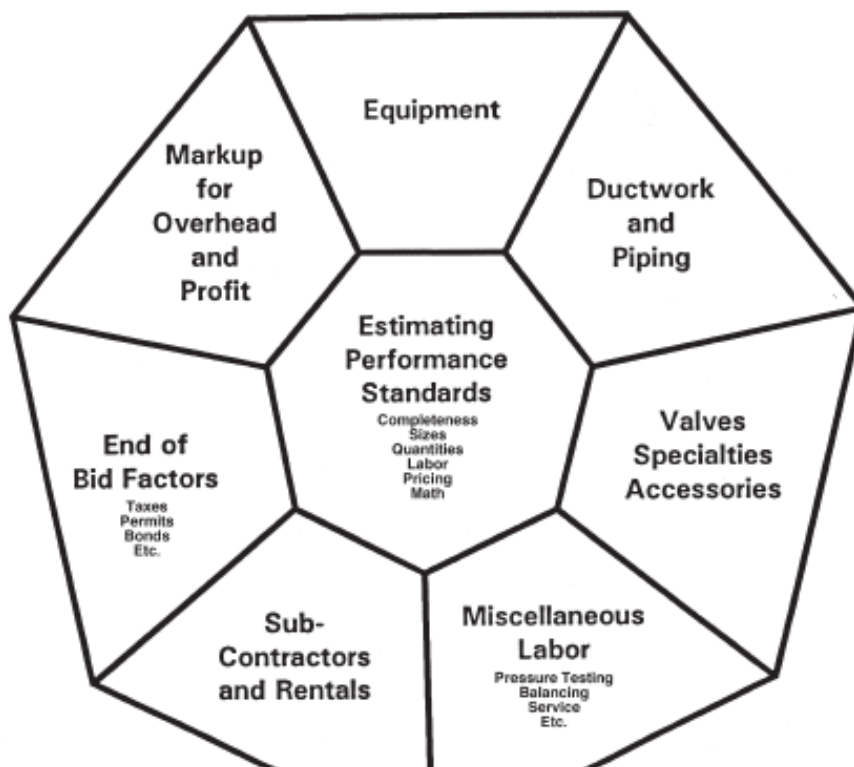 Equipment
Ductwork
and
Piping
Valves
Specialties
Accessories
Miscellaneous
Labor
Pressure Testing
Balancing
Service
Etc.
Sub-
Contractors
and Rentals
End of
Bid Factors
Taxes
Permits
Bonds
Etc.
Markup
for
Overhead
and
Profit
Estimating
Performance
Standards
Completeness
Sizes
Quantities
Labor
Pricing
Math